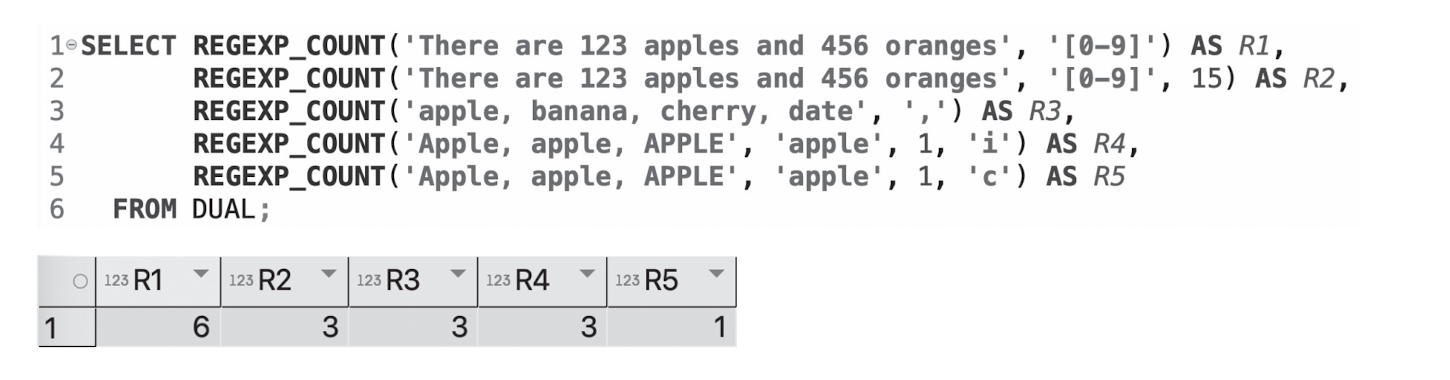 1 SELECT REGEXP_COUNT('There are 123 apples and 456 oranges', '[0-9]') AS R1,
2        REGEXP_COUNT('There are 123 apples and 456 oranges', '[0-9]', 15) AS R2,
3        REGEXP_COUNT('apple, banana, cherry, date', ',') AS R3,
4        REGEXP_COUNT('Apple, apple, APPLE', 'apple', 1, 'i') AS R4,
5        REGEXP_COUNT('Apple, apple, APPLE', 'apple', 1, 'c') AS R5
6   FROM DUAL;
123 R1 123 R2 123 R3 123 R4 123 R5
1 6 3 3 3 1